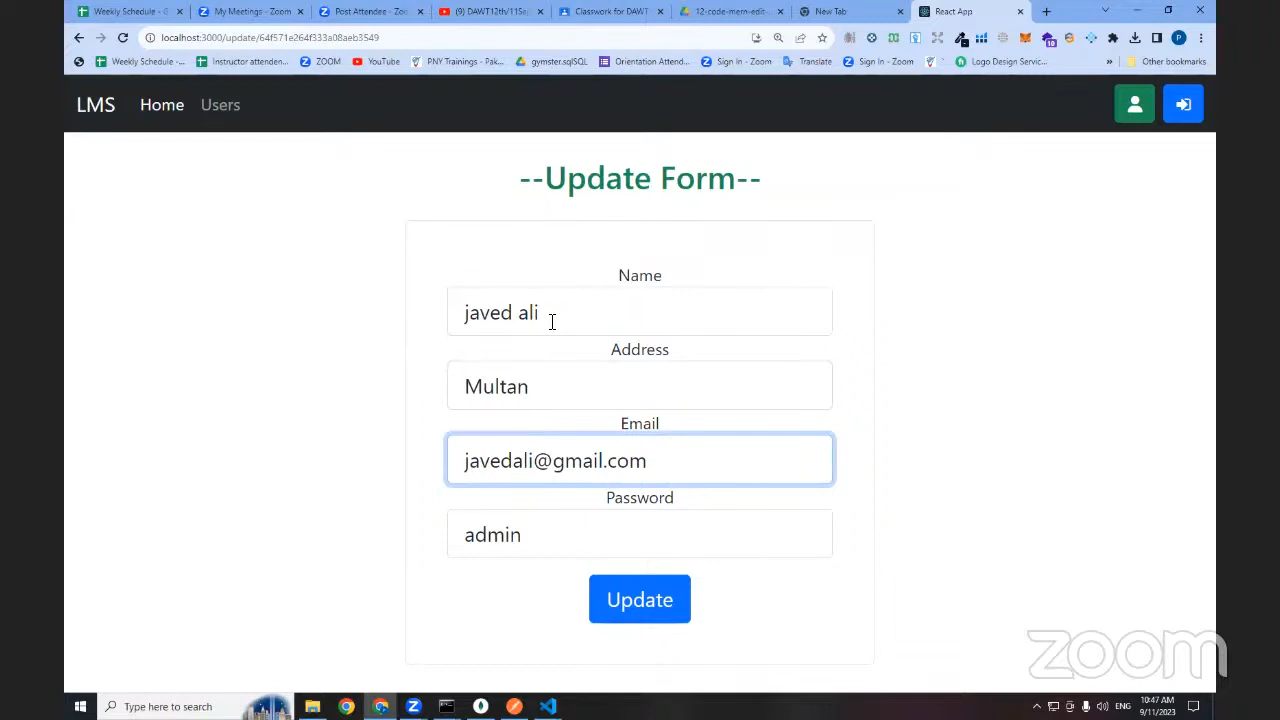 Weekly Schedule - G
My Meetings - Zoom
Post Attendee - Zoo
(9) DAWT12th/11Se
Classwork for DAWT
12-code-mern-edit-
New Tab
React App
localhost:3000/update/64f571e264f333a08aeb3549
Weekly Schedule -...
Instructor attenden...
ZOOM
YouTube
PNY Trainings - Pak...
gymster.sqlSQL
Orientation Attend...
Sign In - Zoom
Translate
Sign In - Zoom
Logo Design Servic...
»
Other bookmarks
LMS Home Users
--Update Form--
Name
javed ali
Address
Multan
Email
javedali@gmail.com
Password
admin
Update
zoom
Type here to search
ENG
10:47 AM
9/11/2023